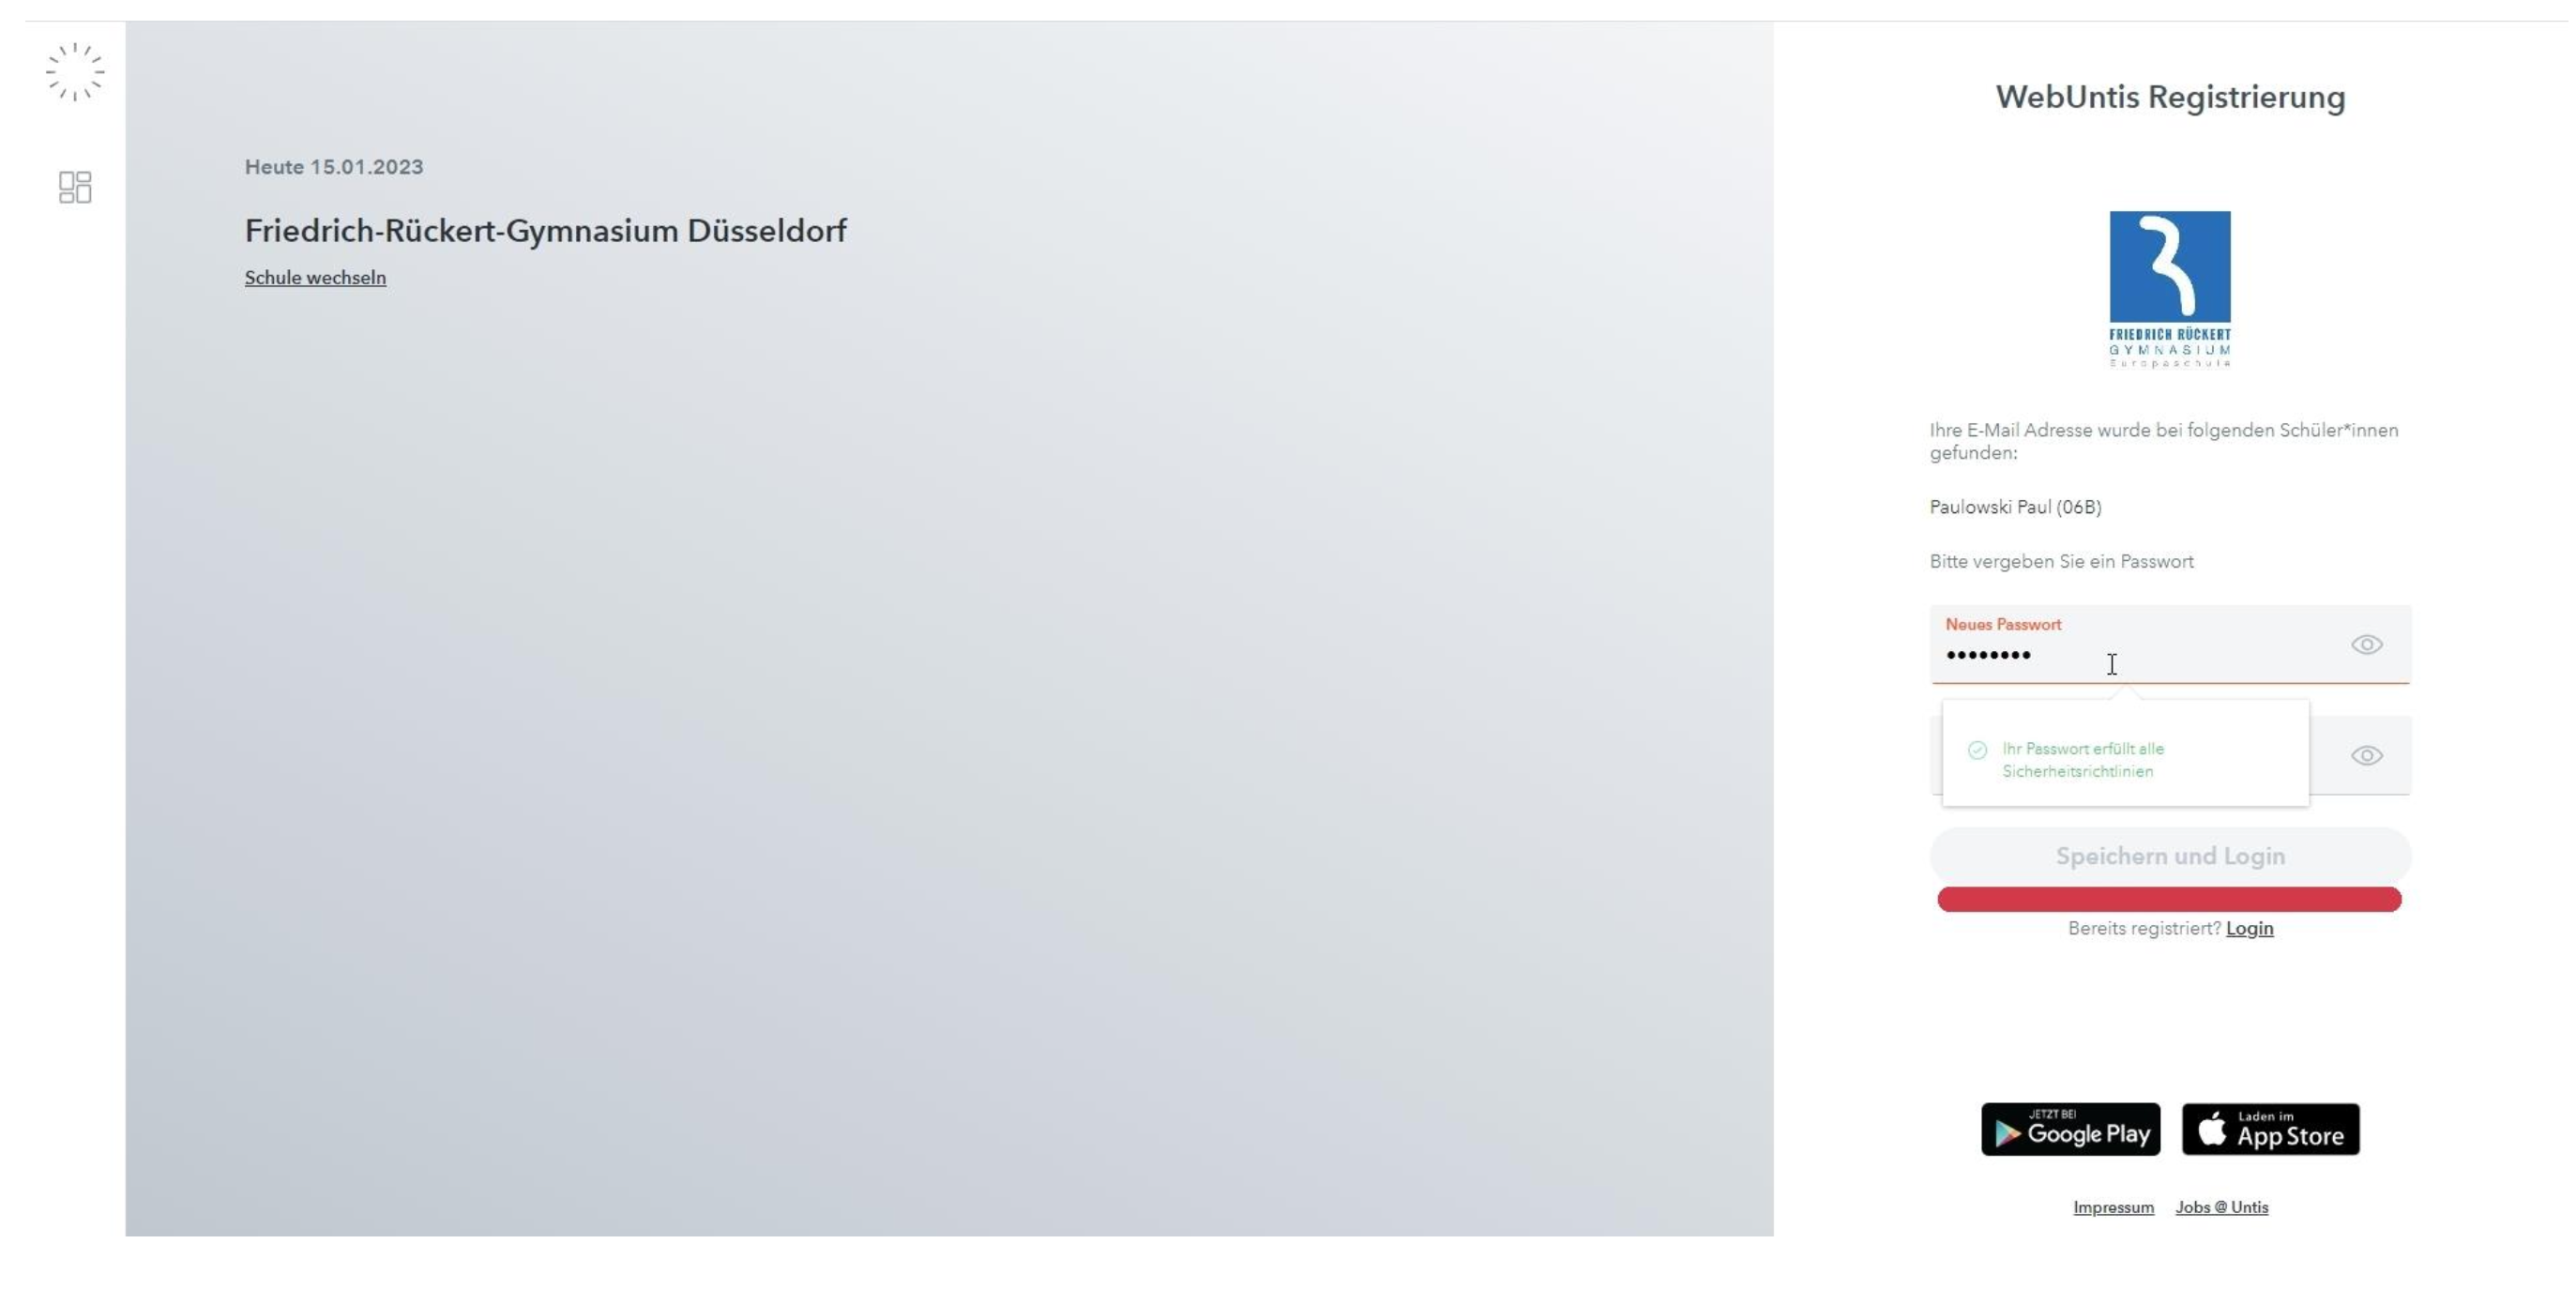 Heute 15.01.2023
Friedrich-Rückert-Gymnasium Düsseldorf
Schule wechseln
WebUntis Registrierung
FRIEDRICH RÜCKERT
GYMNASIUM
Europaschule
Ihre E-Mail Adresse wurde bei folgenden Schüler*innen
gefunden:
Paulowski Paul (06B)
Bitte vergeben Sie ein Passwort
Neues Passwort
••••••••
Ihr Passwort erfüllt alle
Sicherheitsrichtlinien
Speichern und Login
Bereits registriert? Login
JETZT BEI
Google Play
Laden im
App Store
Impressum Jobs @ Untis